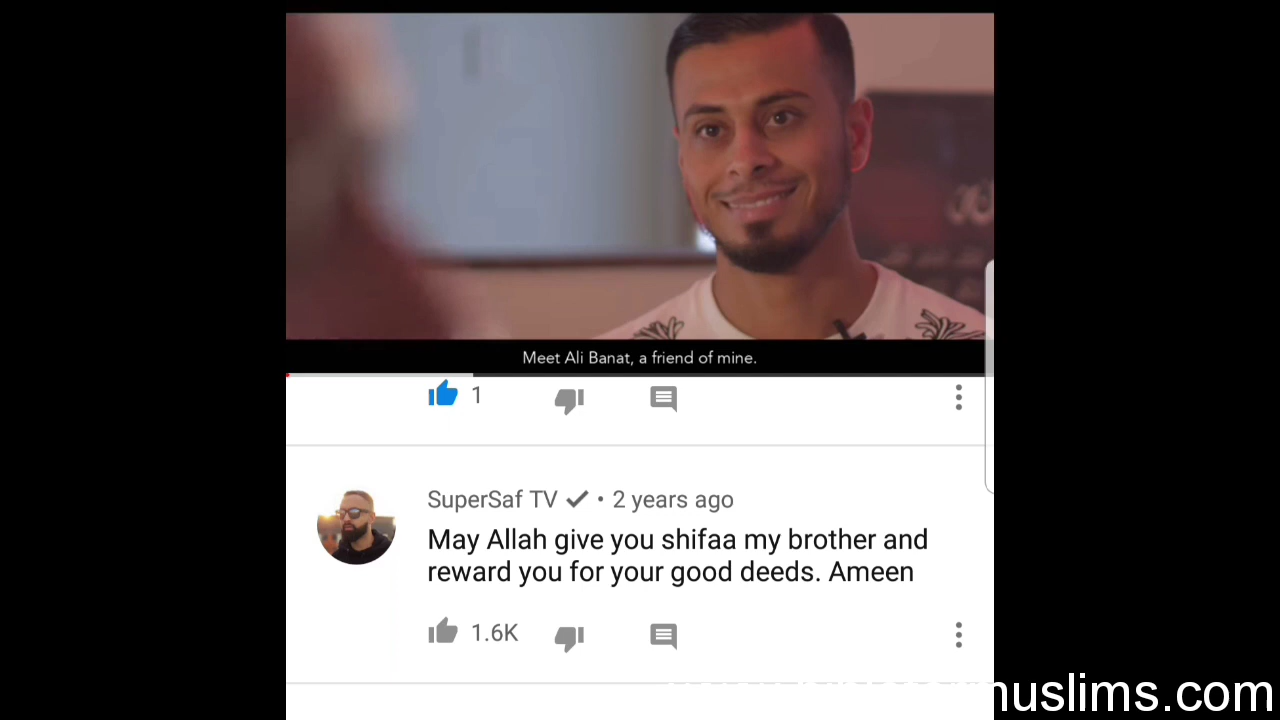 Meet Ali Banat, a friend of mine.
1
SuperSaf TV ✓ • 2 years ago
May Allah give you shifaa my brother and
reward you for your good deeds. Ameen
1.6K
muslims.com